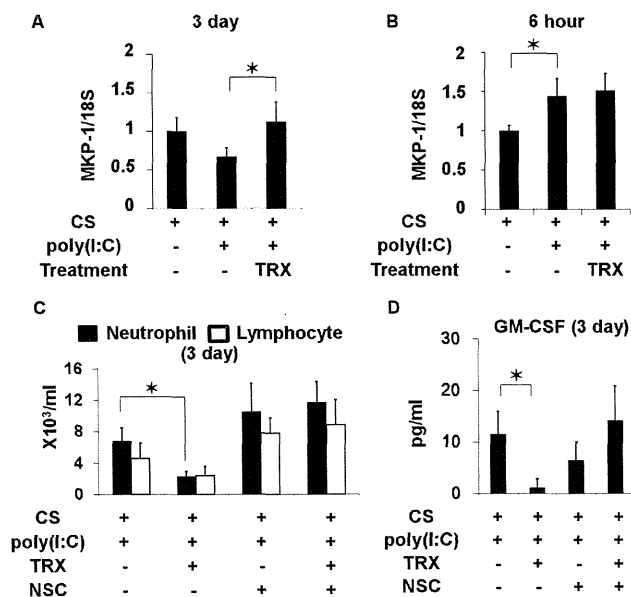 A
3 day
*
MKP-1/18S
2
1.5
1
0.5
0
CS + + +
poly(I:C) - + +
Treatment - - TRX
B
6 hour
*
MKP-1/18S
2
1.5
1
0.5
0
CS + + +
poly(I:C) - + +
Treatment - - TRX
C
Neutrophil Lymphocyte
(3 day)
*
X10³/ml
16
12
8
4
0
CS + + + +
poly(I:C) + + + +
TRX - + - +
NSC - - + +
D
GM-CSF (3 day)
*
pg/ml
30
20
10
0
CS + + + +
poly(I:C) + + + +
TRX - + - +
NSC - - + +